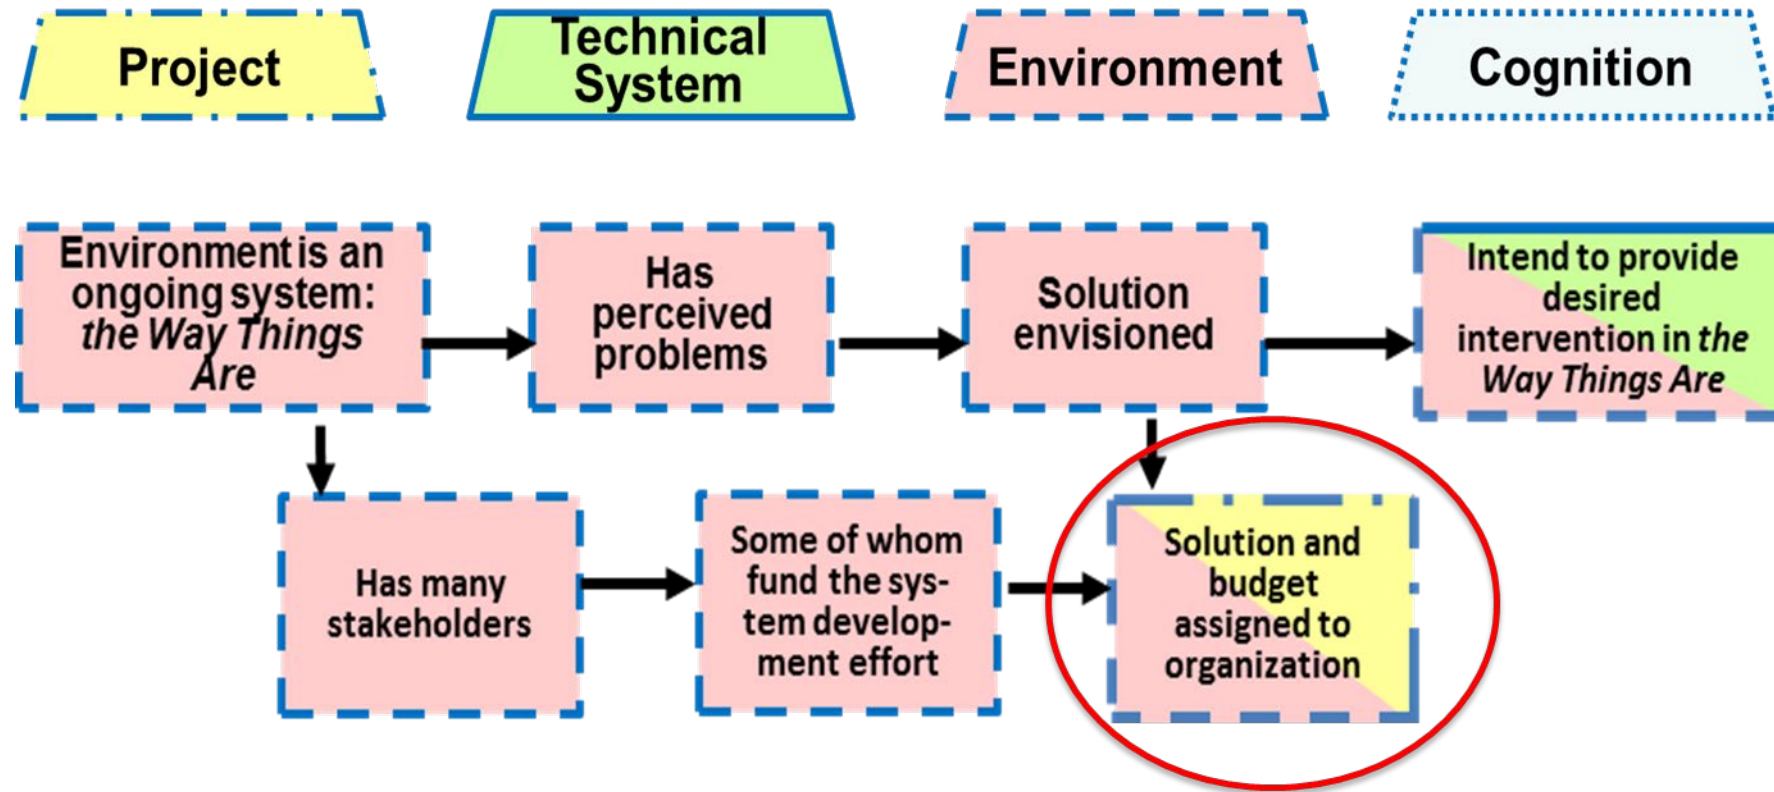 Project
Technical
System
Environment
Cognition
Environment is an
ongoing system:
the Way Things
Are
Has
perceived
problems
Solution
envisioned
Intend to provide
desired
intervention in the
Way Things Are
Has many
stakeholders
Some of whom
fund the sys-
tem develop-
ment effort
Solution and
budget
assigned to
organization